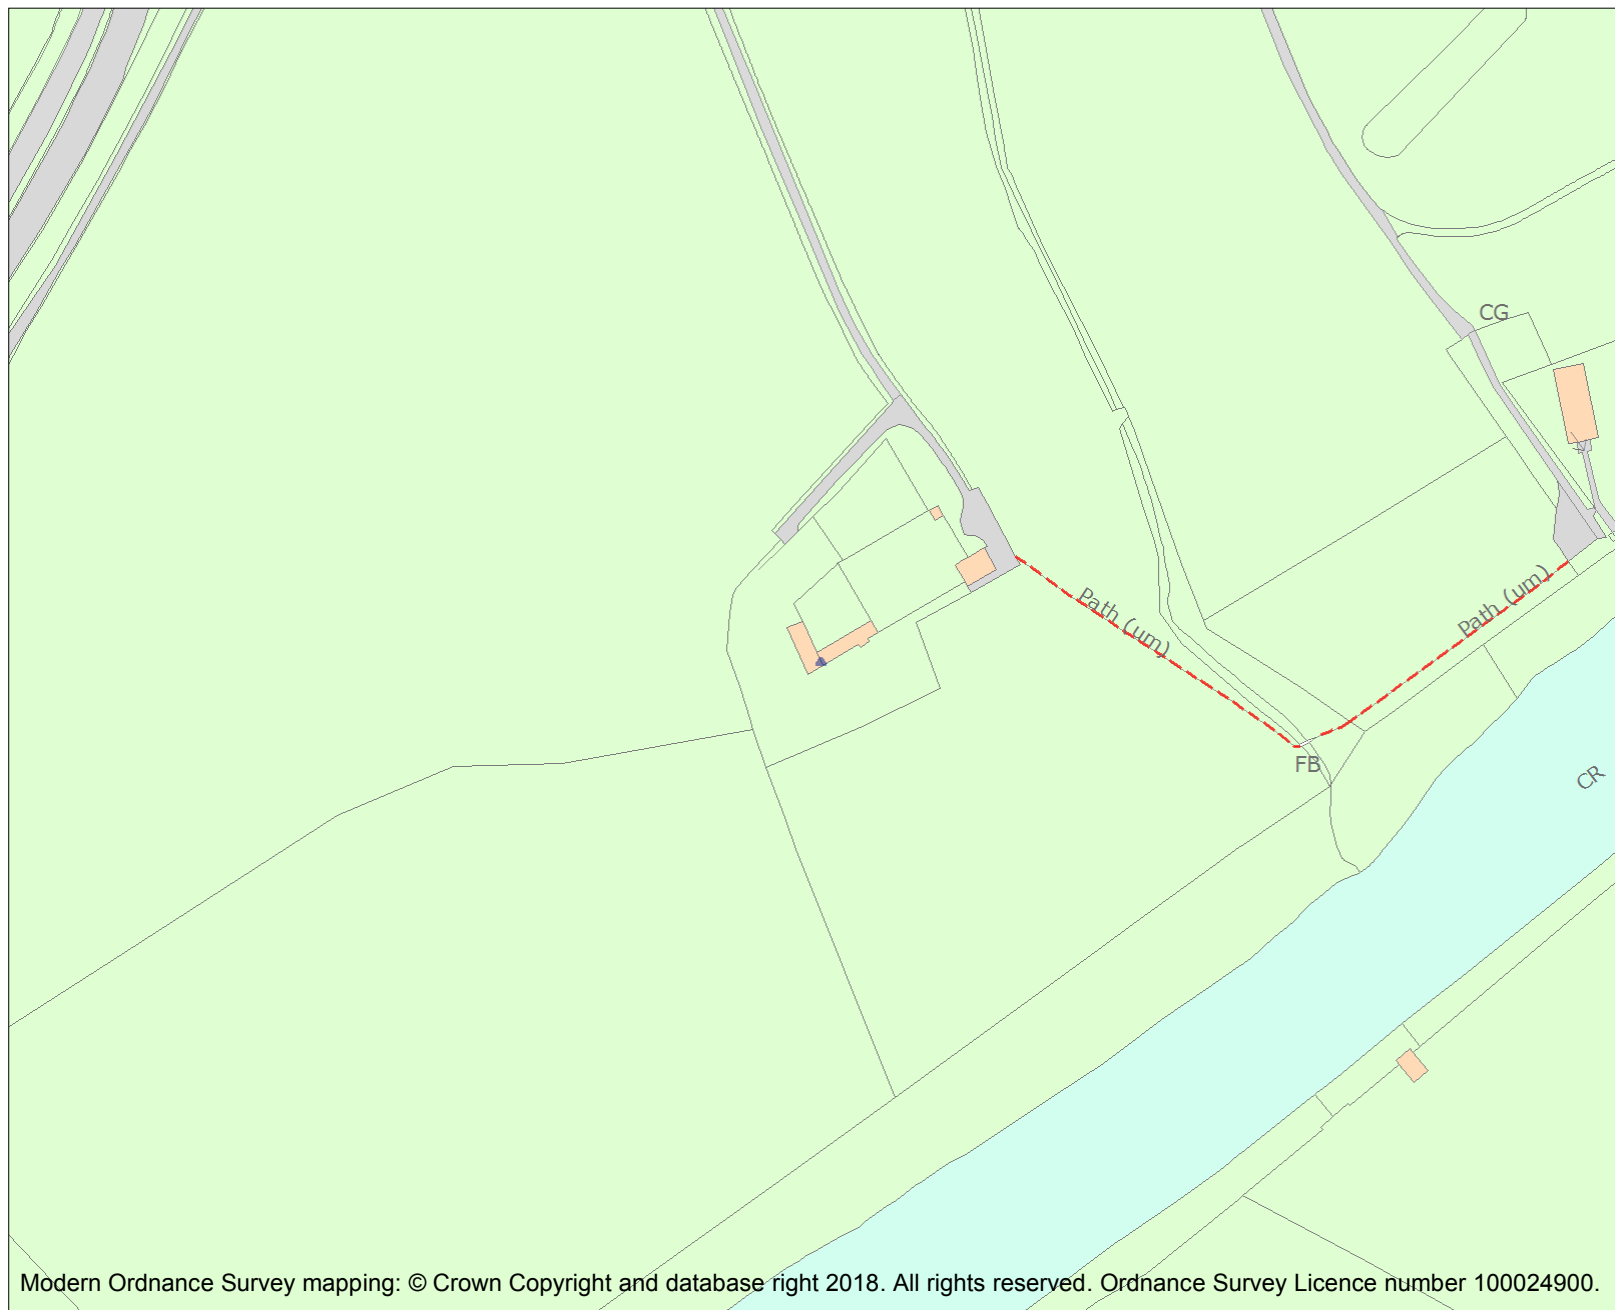 CG
Path (um)
Path (um)
FB
CR
Modern Ordnance Survey mapping: © Crown Copyright and database right 2018. All rights reserved. Ordnance Survey Licence number 100024900.